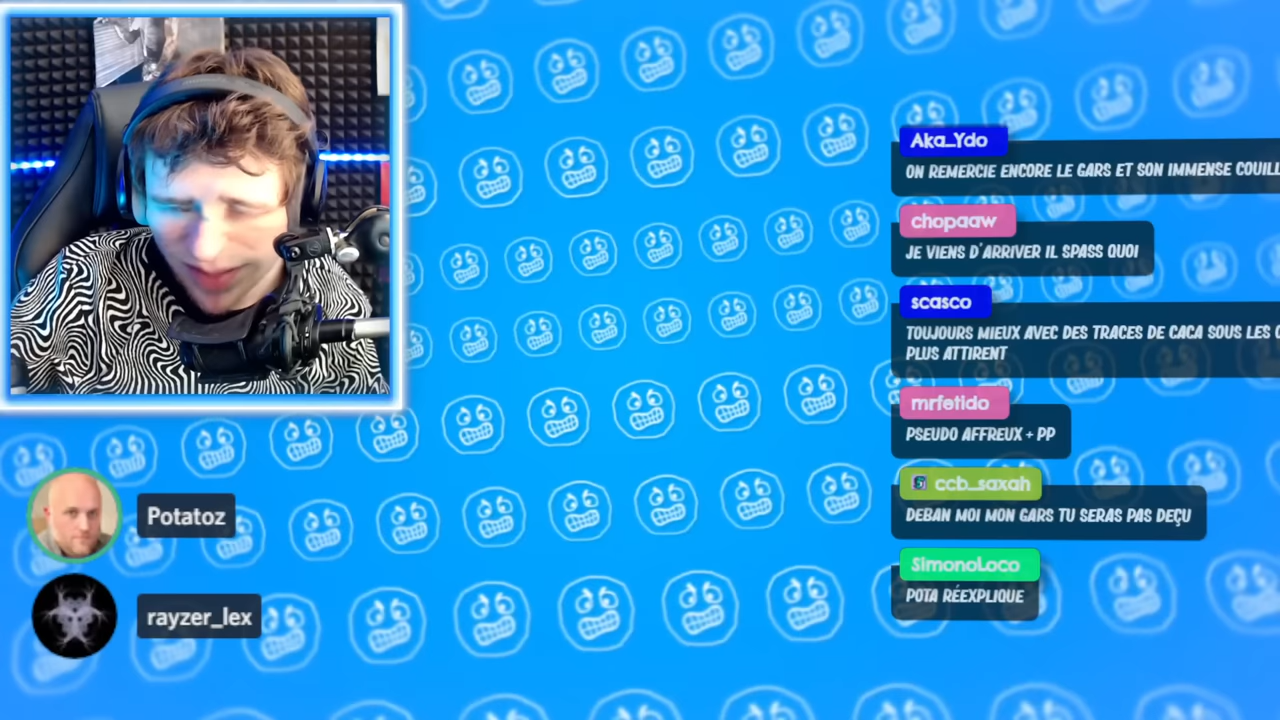 Aka_Ydo
ON REMERCIE ENCORE LE GARS ET SON IMMENSE
chopaaw
JE VIENS D'ARRIVER IL SPASS QUOI
scasco
TOUJOURS MIEUX AVEC DES TRACES DE CACA SOUS LES
PLUS ATTIRENT
mrfetido
PSEUDO AFFREUX + PP
ccb_saxah
DEBAN MOI MON GARS TU SERAS PAS DEÇU
SimonoLoco
POTA RÉEXPLIQUE
Potatoz
rayzer_lex